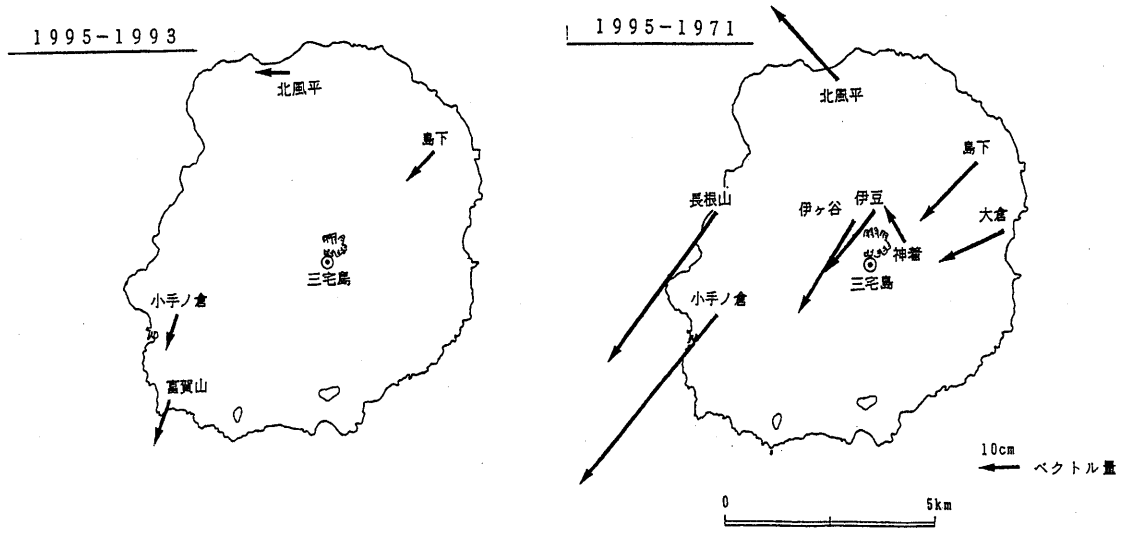 1995-1993
北風平
島下
三宅島
小手ノ倉
富賀山
1995-1971
北風平
島下
長根山
伊ヶ谷
伊豆
大倉
神着
三宅島
小手ノ倉
10cm
ベクトル量
0
5km